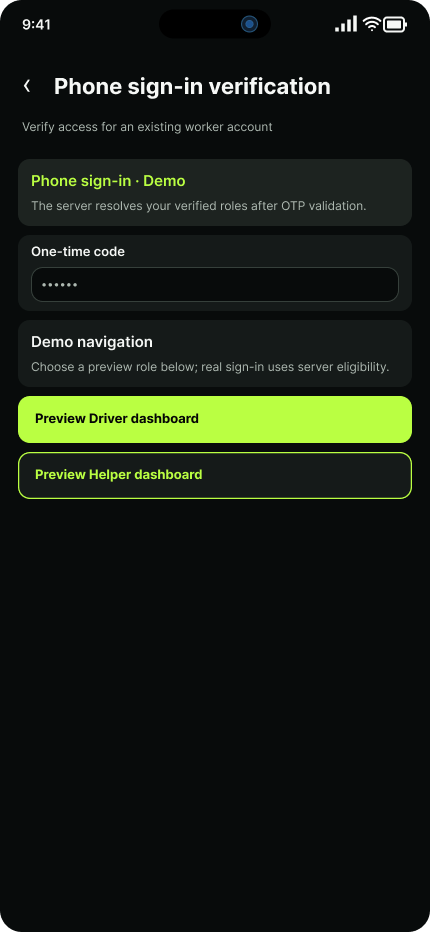 9:41
Phone sign-in verification
Verify access for an existing worker account
Phone sign-in · Demo
The server resolves your verified roles after OTP validation.
One-time code
••••••
Demo navigation
Choose a preview role below; real sign-in uses server eligibility.
Preview Driver dashboard
Preview Helper dashboard